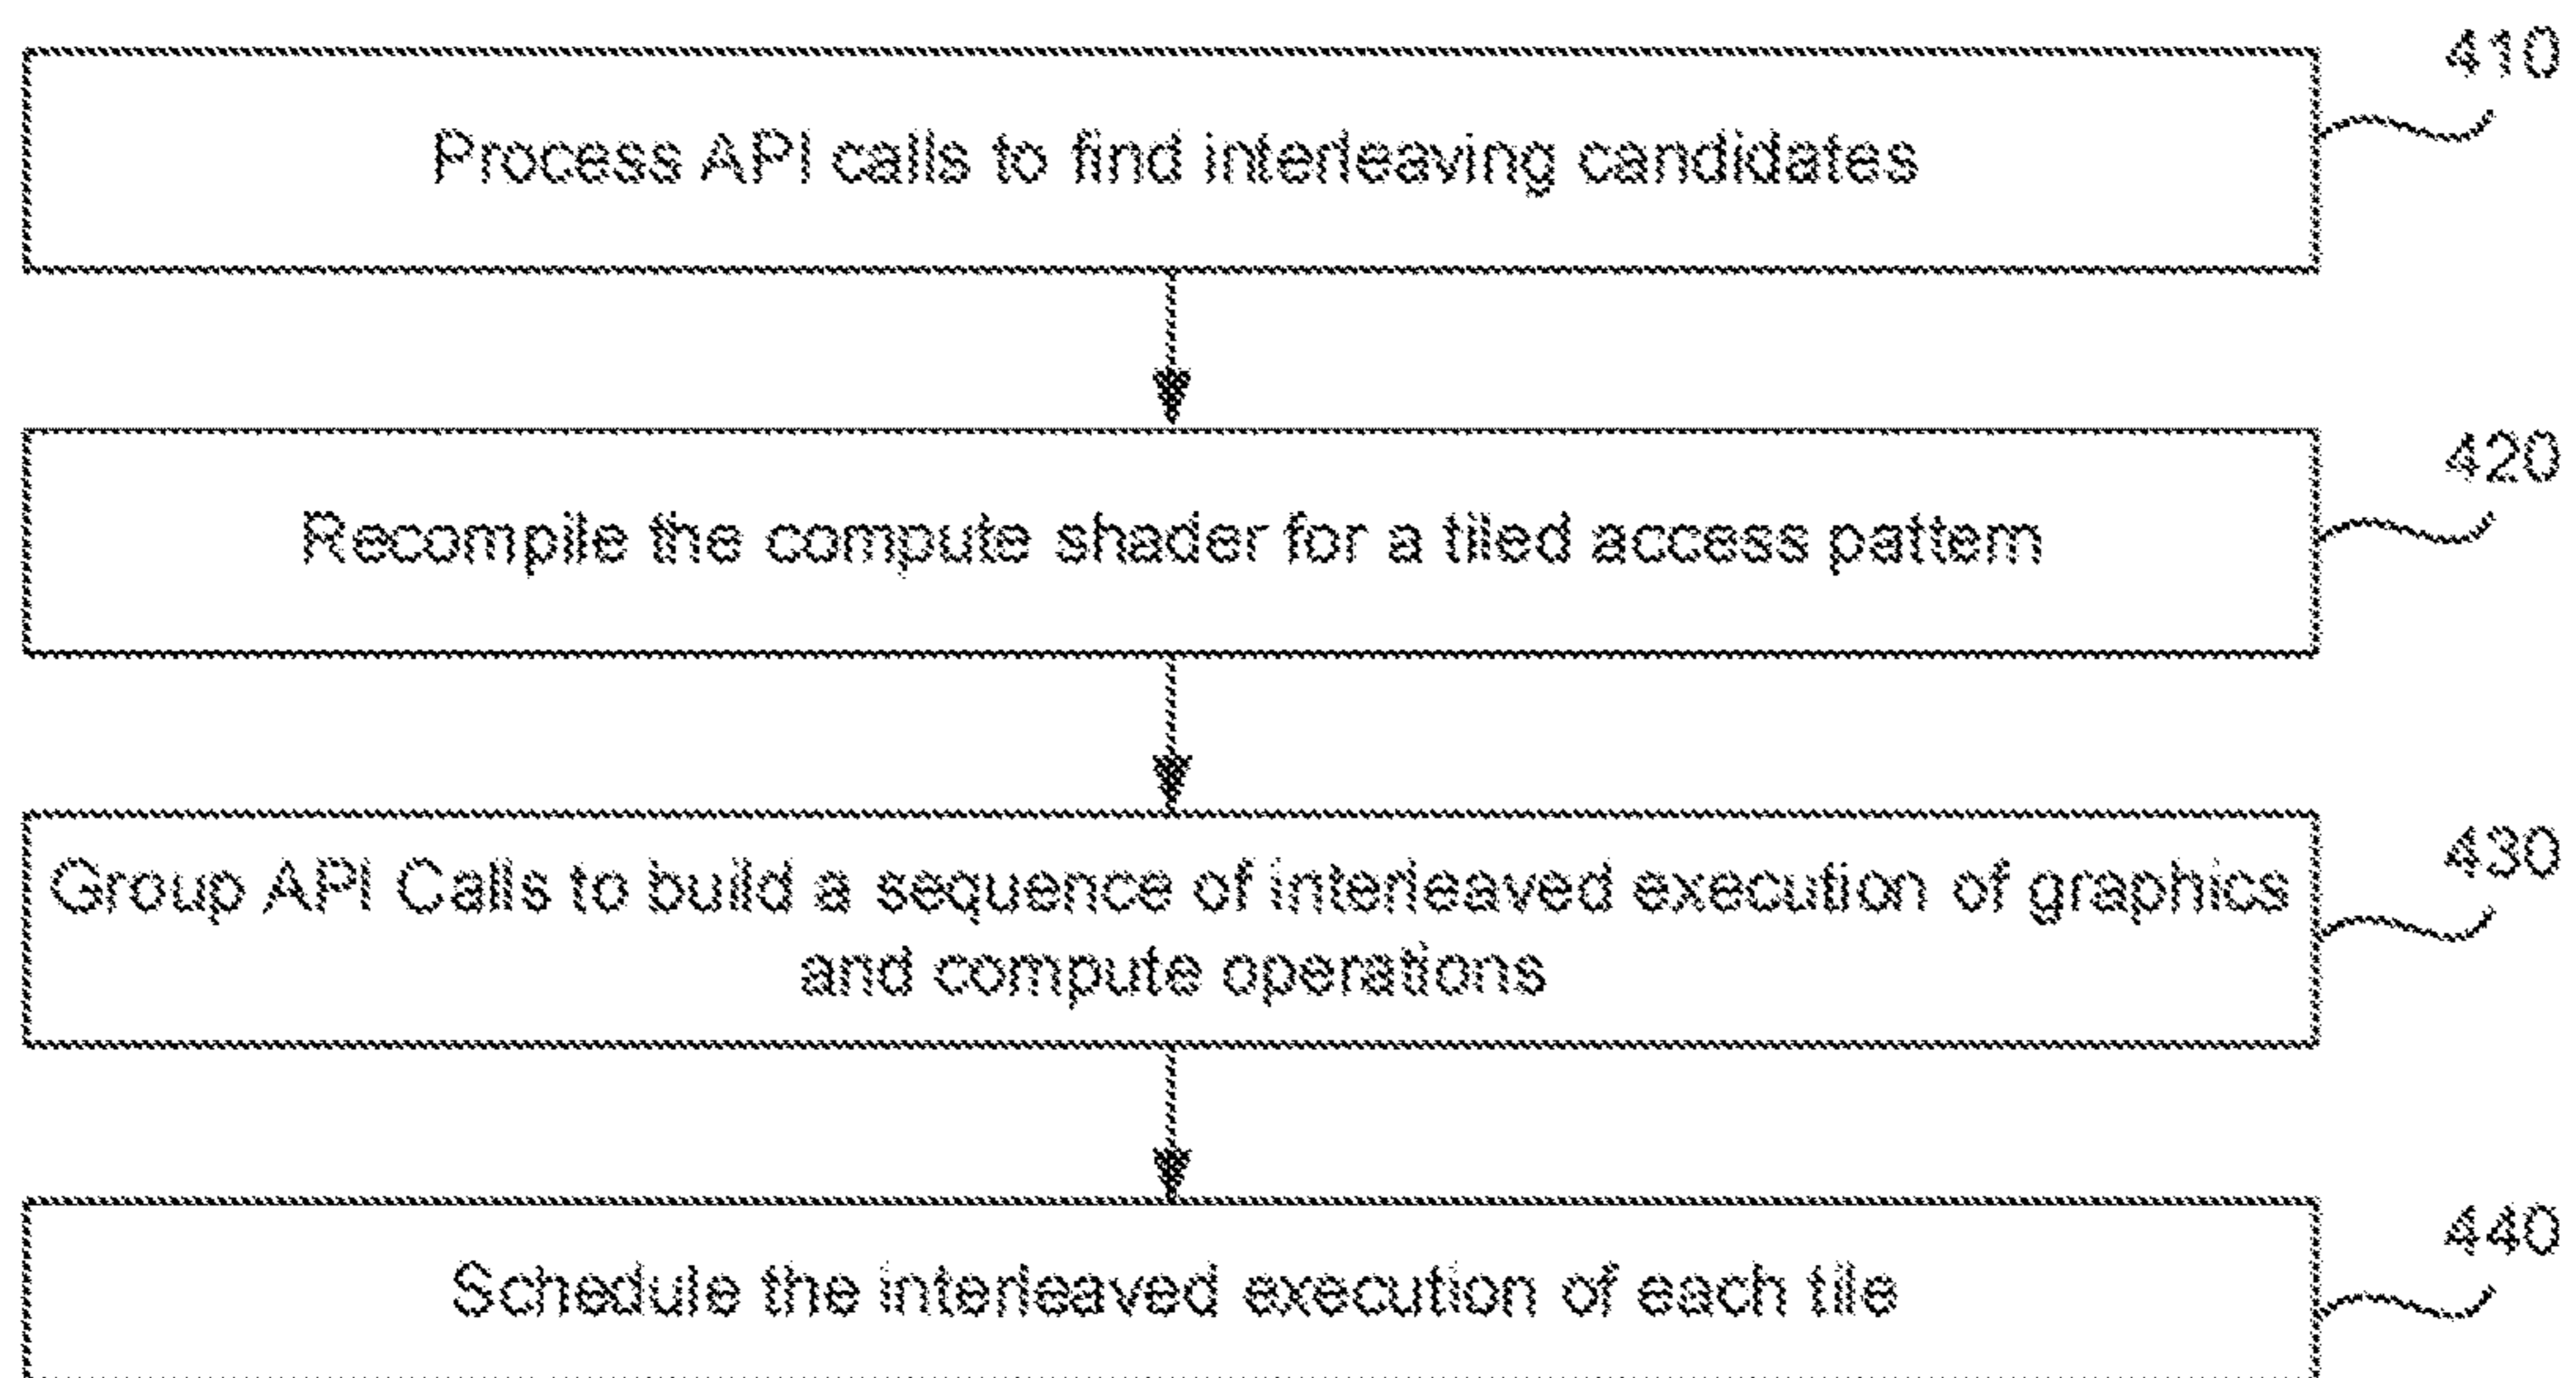 410
Process API calls to find interleaving candidates
420
Recompile the compute shader for a tiled access pattern
430
Group API Calls to build a sequence of interleaved execution of graphics
and compute operations
440
Schedule the interleaved execution of each tile